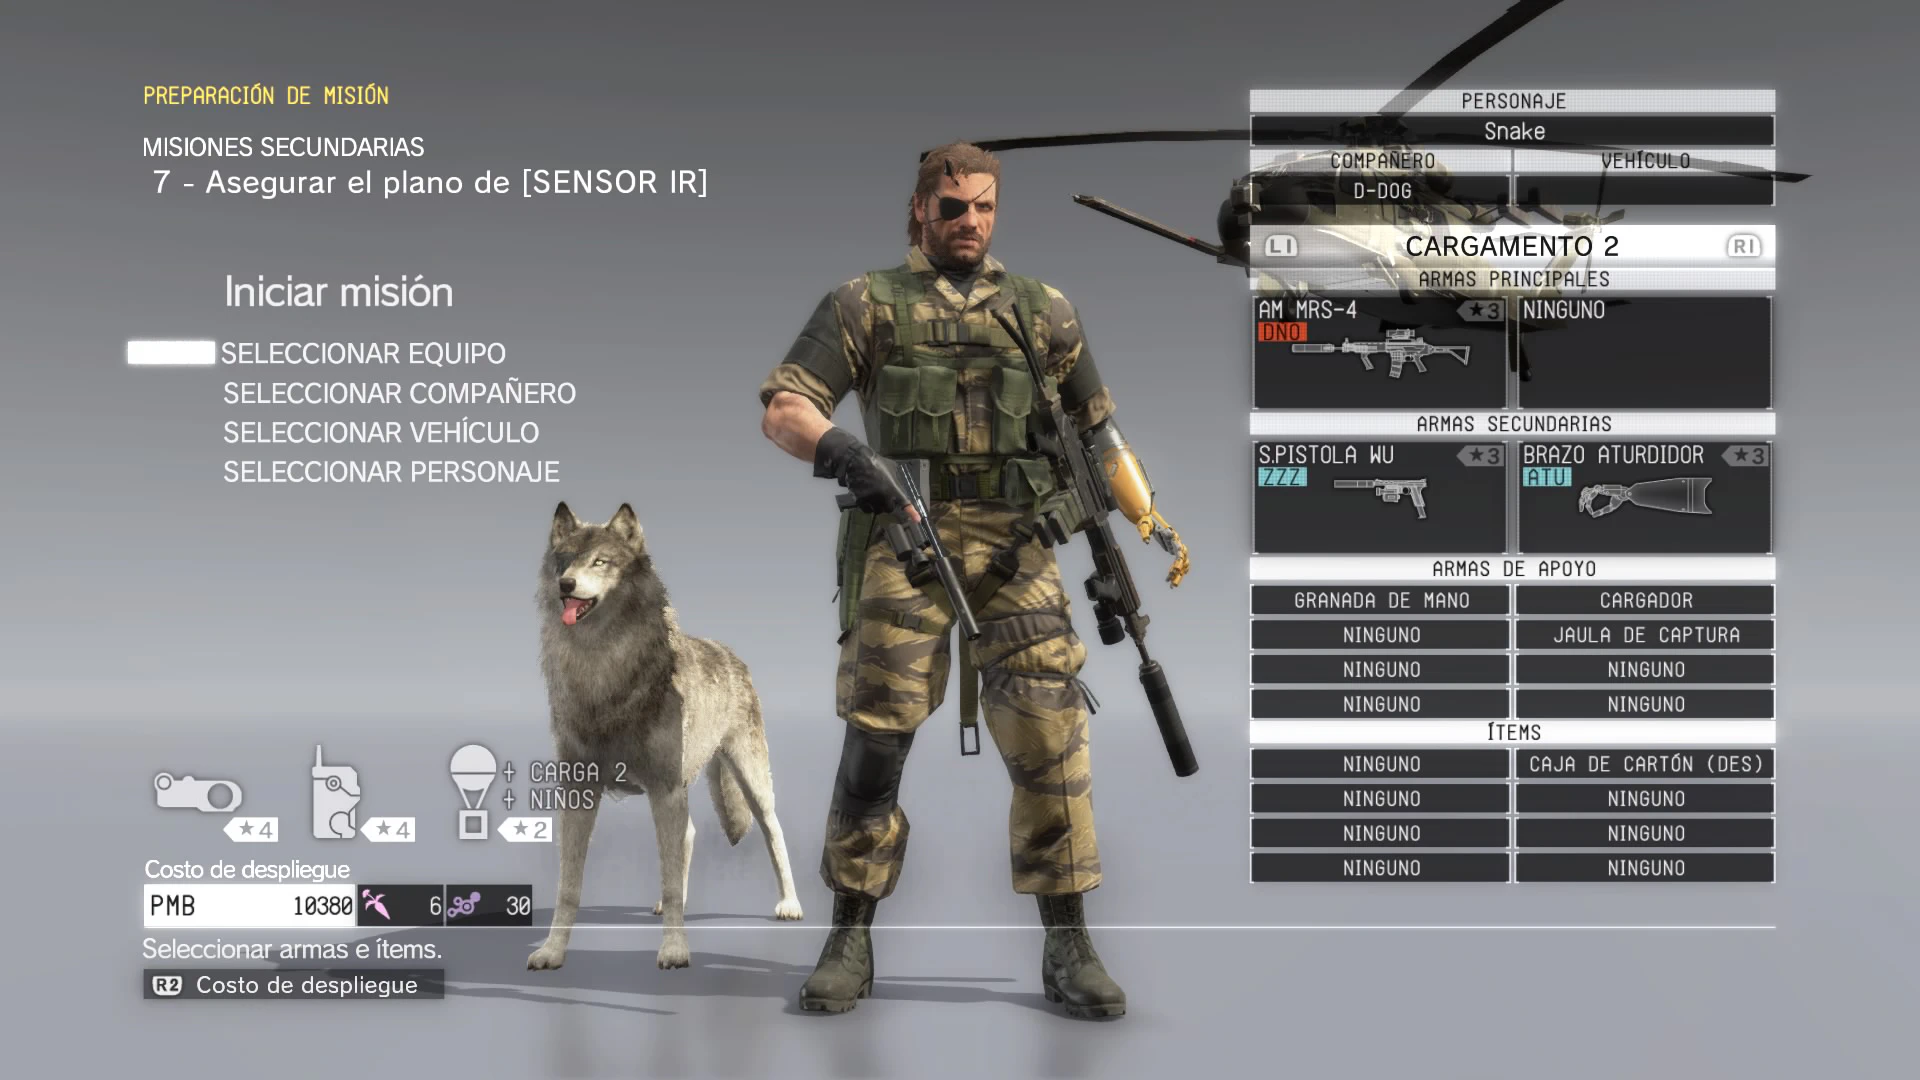 PREPARACIÓN DE MISIÓN
MISIONES SECUNDARIAS
7 - Asegurar el plano de [SENSOR IR]
Iniciar misión
SELECCIONAR EQUIPO
SELECCIONAR COMPAÑERO
SELECCIONAR VEHÍCULO
SELECCIONAR PERSONAJE
+ CARGA 2
+ NIÑOS
★4
★4
★2
Costo de despliegue
PMB 10380 6 30
Seleccionar armas e ítems.
R2 Costo de despliegue
PERSONAJE
Snake
COMPAÑERO VEHÍCULO
D-DOG
L1 CARGAMENTO 2 R1
ARMAS PRINCIPALES
AM MRS-4 ★3 NINGUNO
DNO
ARMAS SECUNDARIAS
S.PISTOLA WU ★3 BRAZO ATURDIDOR ★3
ZZZ ATU
ARMAS DE APOYO
GRANADA DE MANO CARGADOR
NINGUNO JAULA DE CAPTURA
NINGUNO NINGUNO
NINGUNO NINGUNO
ÍTEMS
NINGUNO CAJA DE CARTÓN (DES)
NINGUNO NINGUNO
NINGUNO NINGUNO
NINGUNO NINGUNO